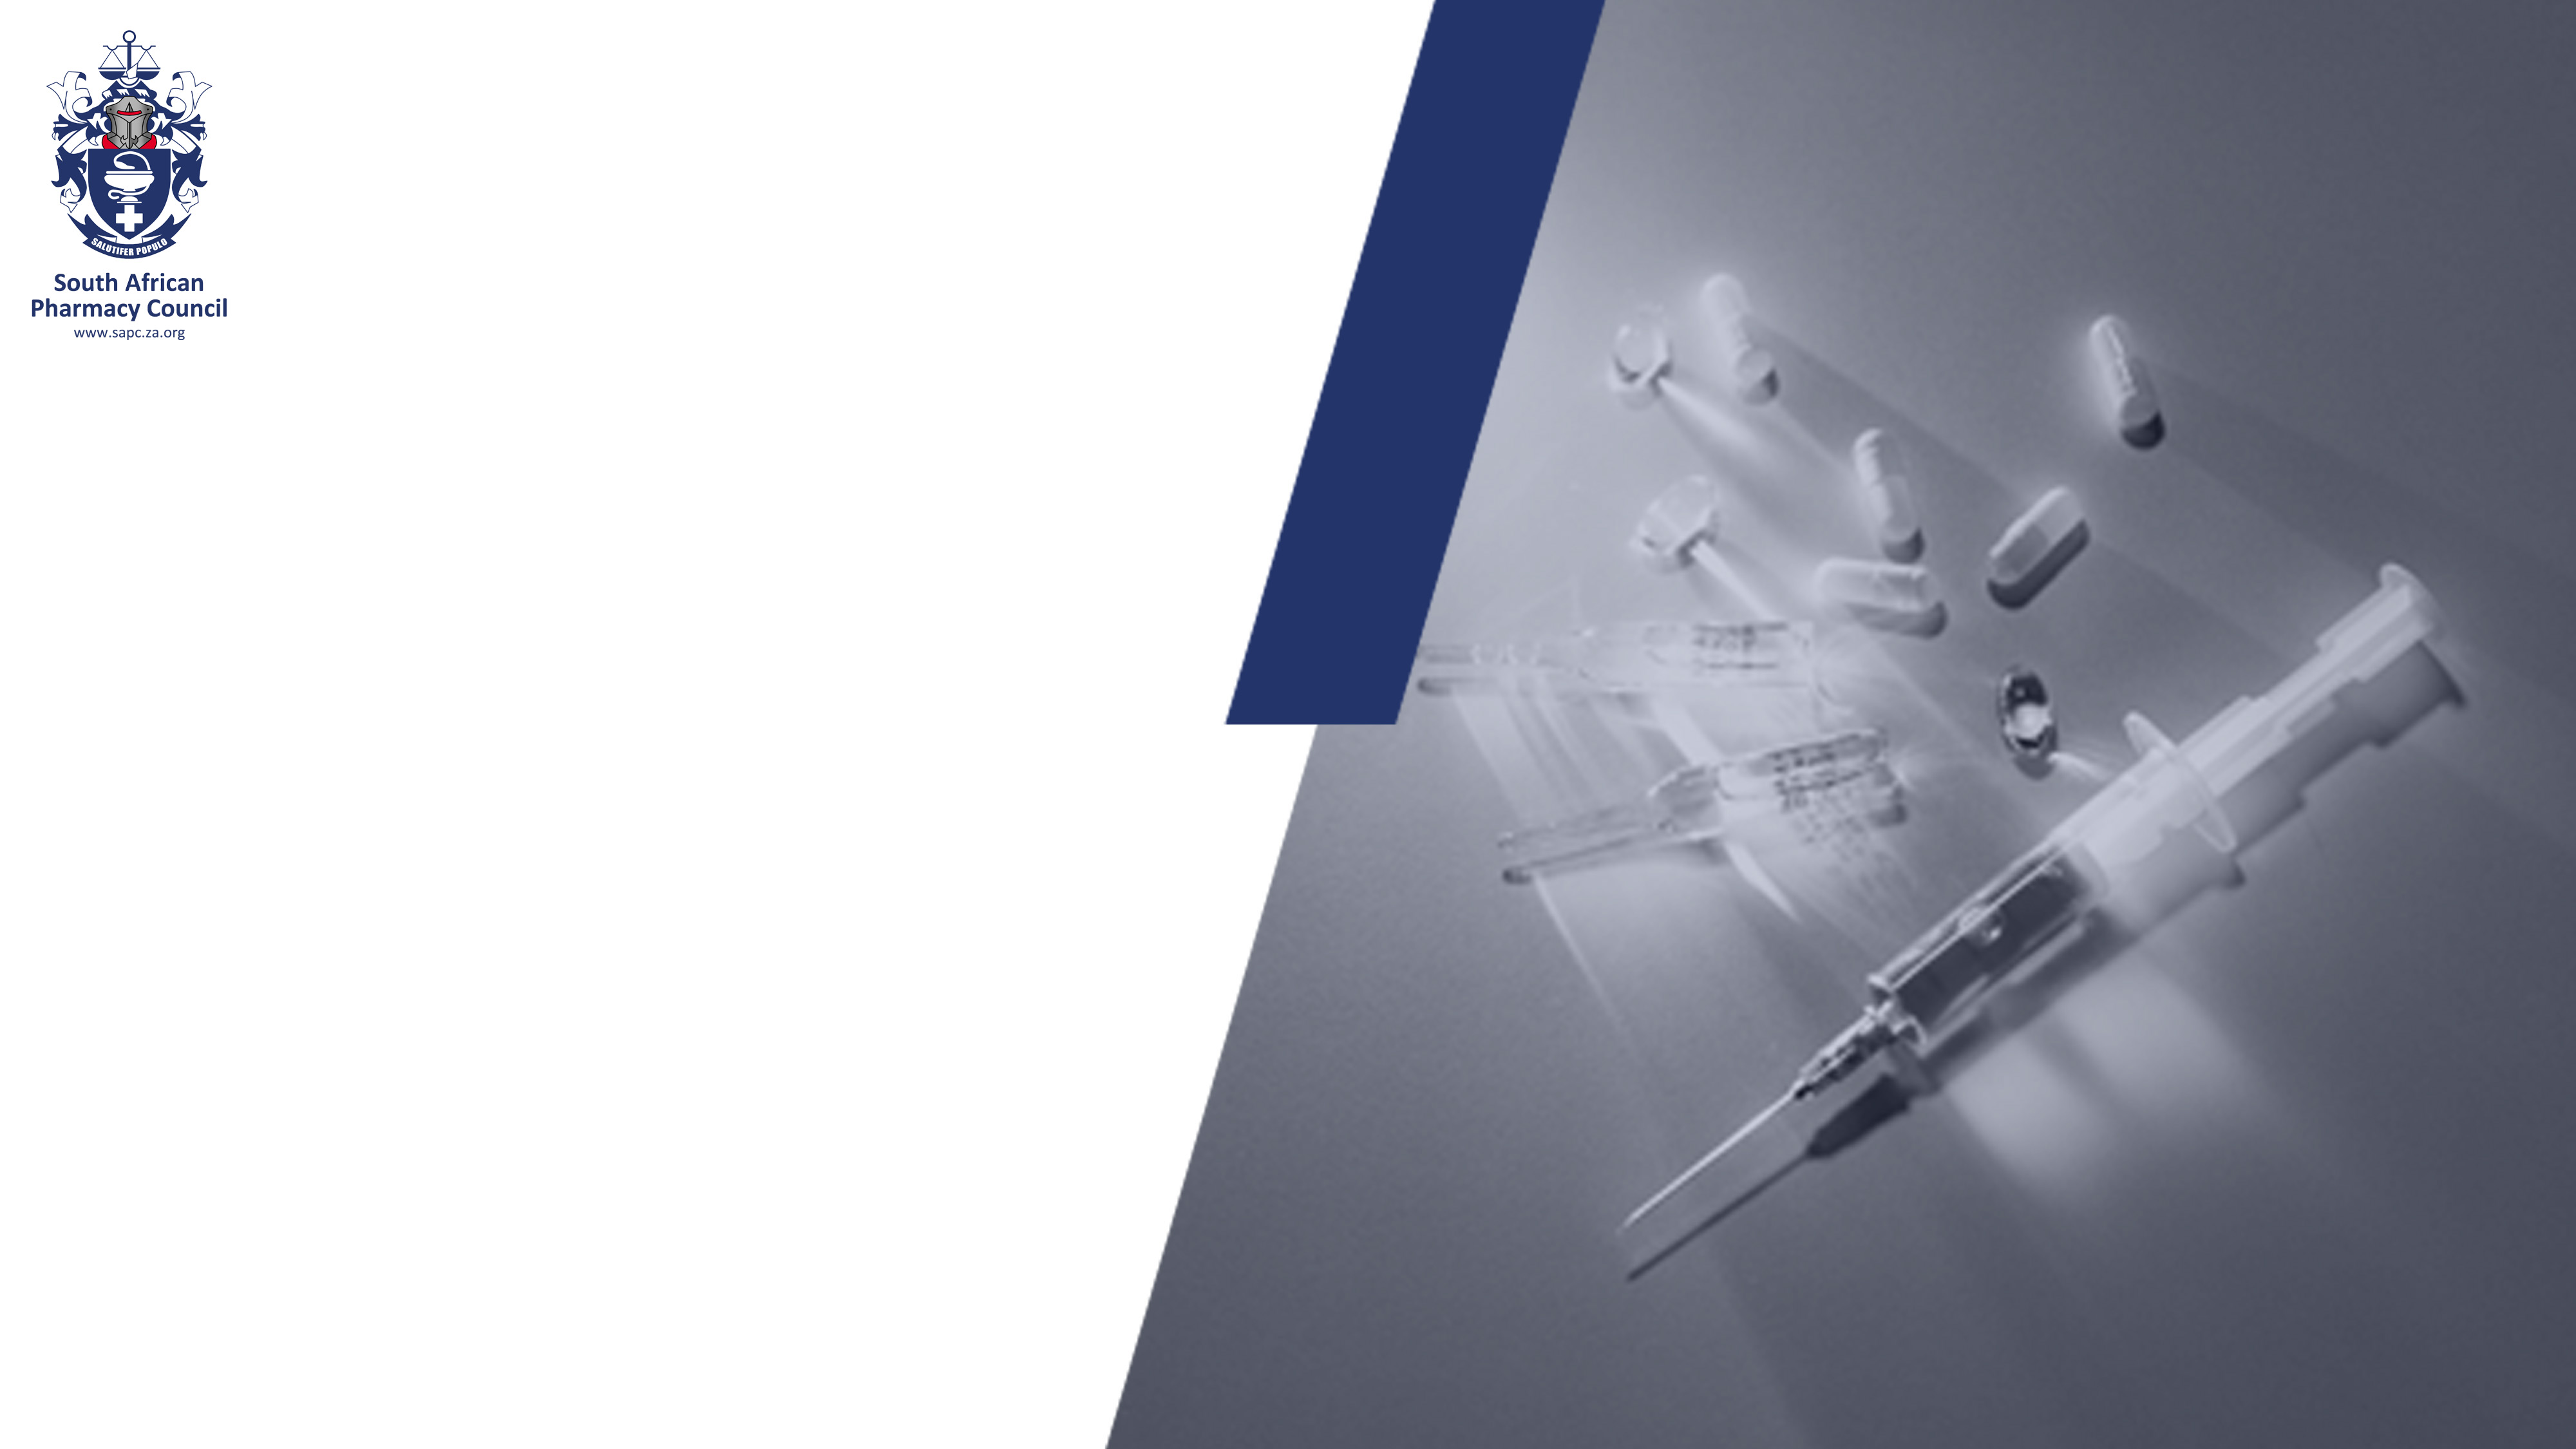 SALUTIFER POPULO
South African
Pharmacy Council
www.sapc.za.org